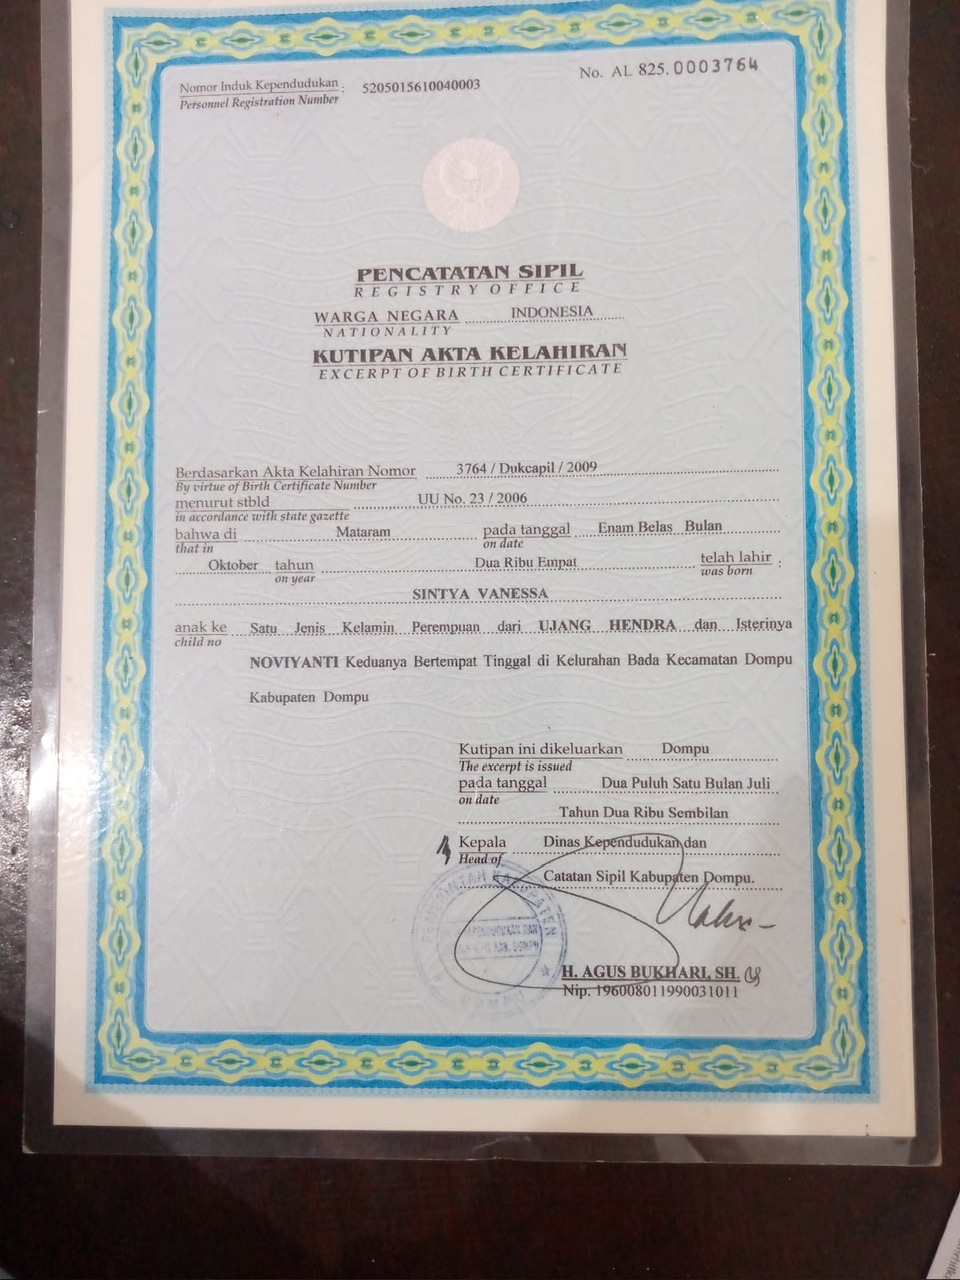 Nomor Induk Kependudukan : 5205015610040003
Personnel Registration Number
No. AL 825.0003764
PENCATATAN SIPIL
REGISTRY OFFICE
WARGA NEGARA INDONESIA
NATIONALITY
KUTIPAN AKTA KELAHIRAN
EXCERPT OF BIRTH CERTIFICATE
Berdasarkan Akta Kelahiran Nomor 3764 / Dukcapil / 2009
By virtue of Birth Certificate Number
menurut stbld UU No. 23 / 2006
in accordance with state gazette
bahwa di Mataram pada tanggal Enam Belas Bulan
that in on date
Oktober tahun Dua Ribu Empat telah lahir :
on year was born
SINTYA VANESSA
anak ke Satu Jenis Kelamin Perempuan dari UJANG HENDRA dan Isterinya
child no
NOVIYANTI Keduanya Bertempat Tinggal di Kelurahan Bada Kecamatan Dompu
Kabupaten Dompu
Kutipan ini dikeluarkan Dompu
The excerpt is issued
pada tanggal Dua Puluh Satu Bulan Juli
on date
Tahun Dua Ribu Sembilan
Kepala Dinas Kependudukan dan
Head of
Catatan Sipil Kabupaten Dompu.
H. AGUS BUKHARI, SH.
Nip. 196008011990031011